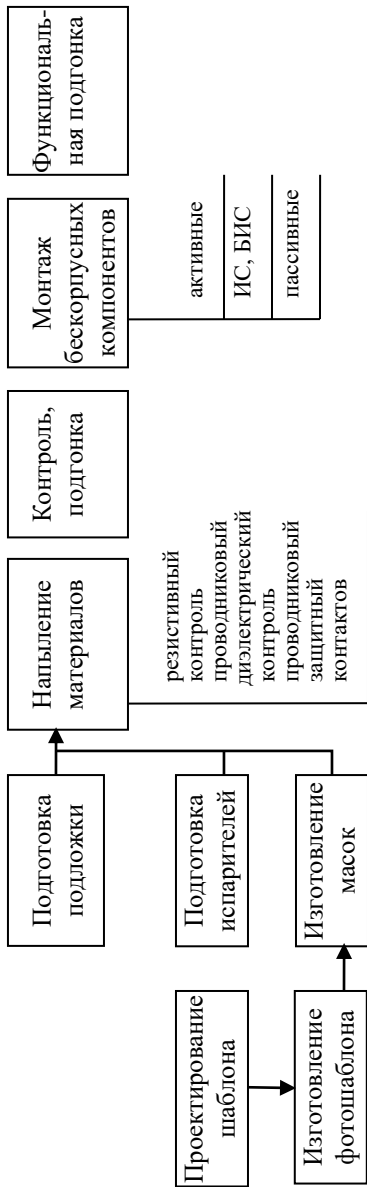 Подготовка
подложки
Напыление
материалов
Контроль,
подгонка
Монтаж
бескорпусных
компонентов
Функциональ-
ная подгонка
Проектирование
шаблона
Подготовка
испарителей
резистивный
контроль
проводниковый
диэлектрический
контроль
проводниковый
защитный
контактов
активные
ИС, БИС
пассивные
Изготовление
фотошаблона
Изготовление
масок